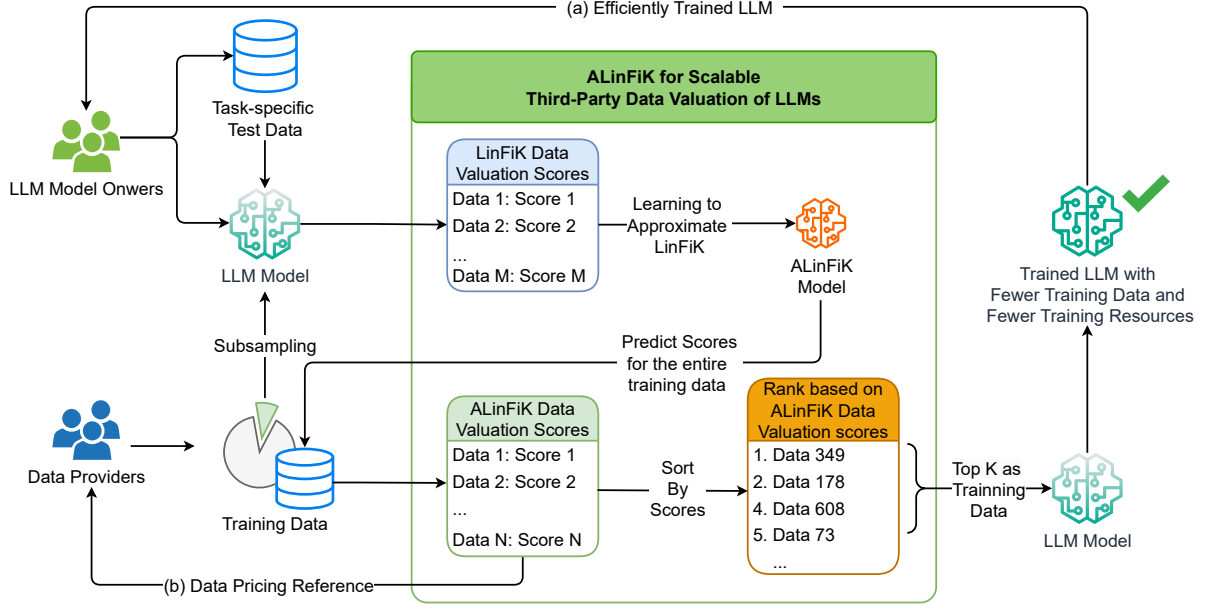 (a) Efficiently Trained LLM
ALinFiK for Scalable
Third-Party Data Valuation of LLMs
Task-specific
Test Data
LLM Model Onwers
LLM Model
LinFiK Data
Valuation Scores
Data 1: Score 1
Data 2: Score 2
...
Data M: Score M
Learning to
Approximate
LinFiK
ALinFiK
Model
Trained LLM with
Fewer Training Data and
Fewer Training Resources
Subsampling
Predict Scores
for the entire
training data
Data Providers
Training Data
ALinFiK Data
Valuation Scores
Data 1: Score 1
Data 2: Score 2
...
Data N: Score N
Sort
By
Scores
Rank based on
ALinFiK Data
Valuation scores
1. Data 349
2. Data 178
4. Data 608
5. Data 73
...
Top K as
Trainning
Data
LLM Model
(b) Data Pricing Reference